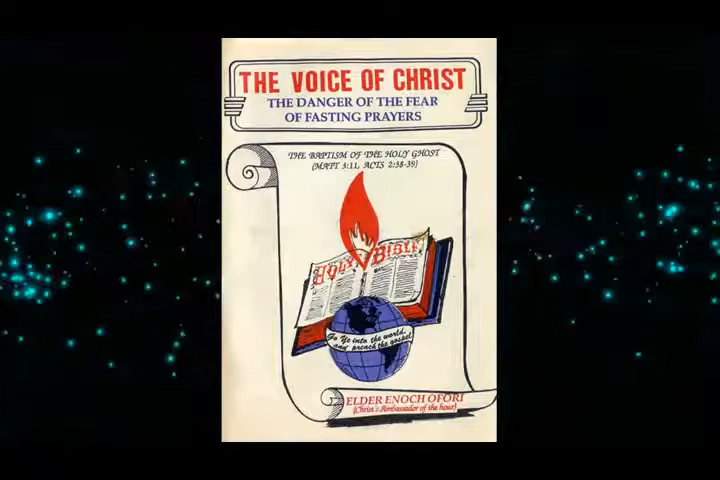 THE VOICE OF CHRIST
THE DANGER OF THE FEAR
OF FASTING PRAYERS
THE BAPTISM OF THE HOLY GHOST
(MATT 3:11, ACTS 2:38-39)
HOLY BIBLE
Go Ye into the world,
and preach the gospel
ELDER ENOCH OFORI
(Christ's Ambassador of the hour)